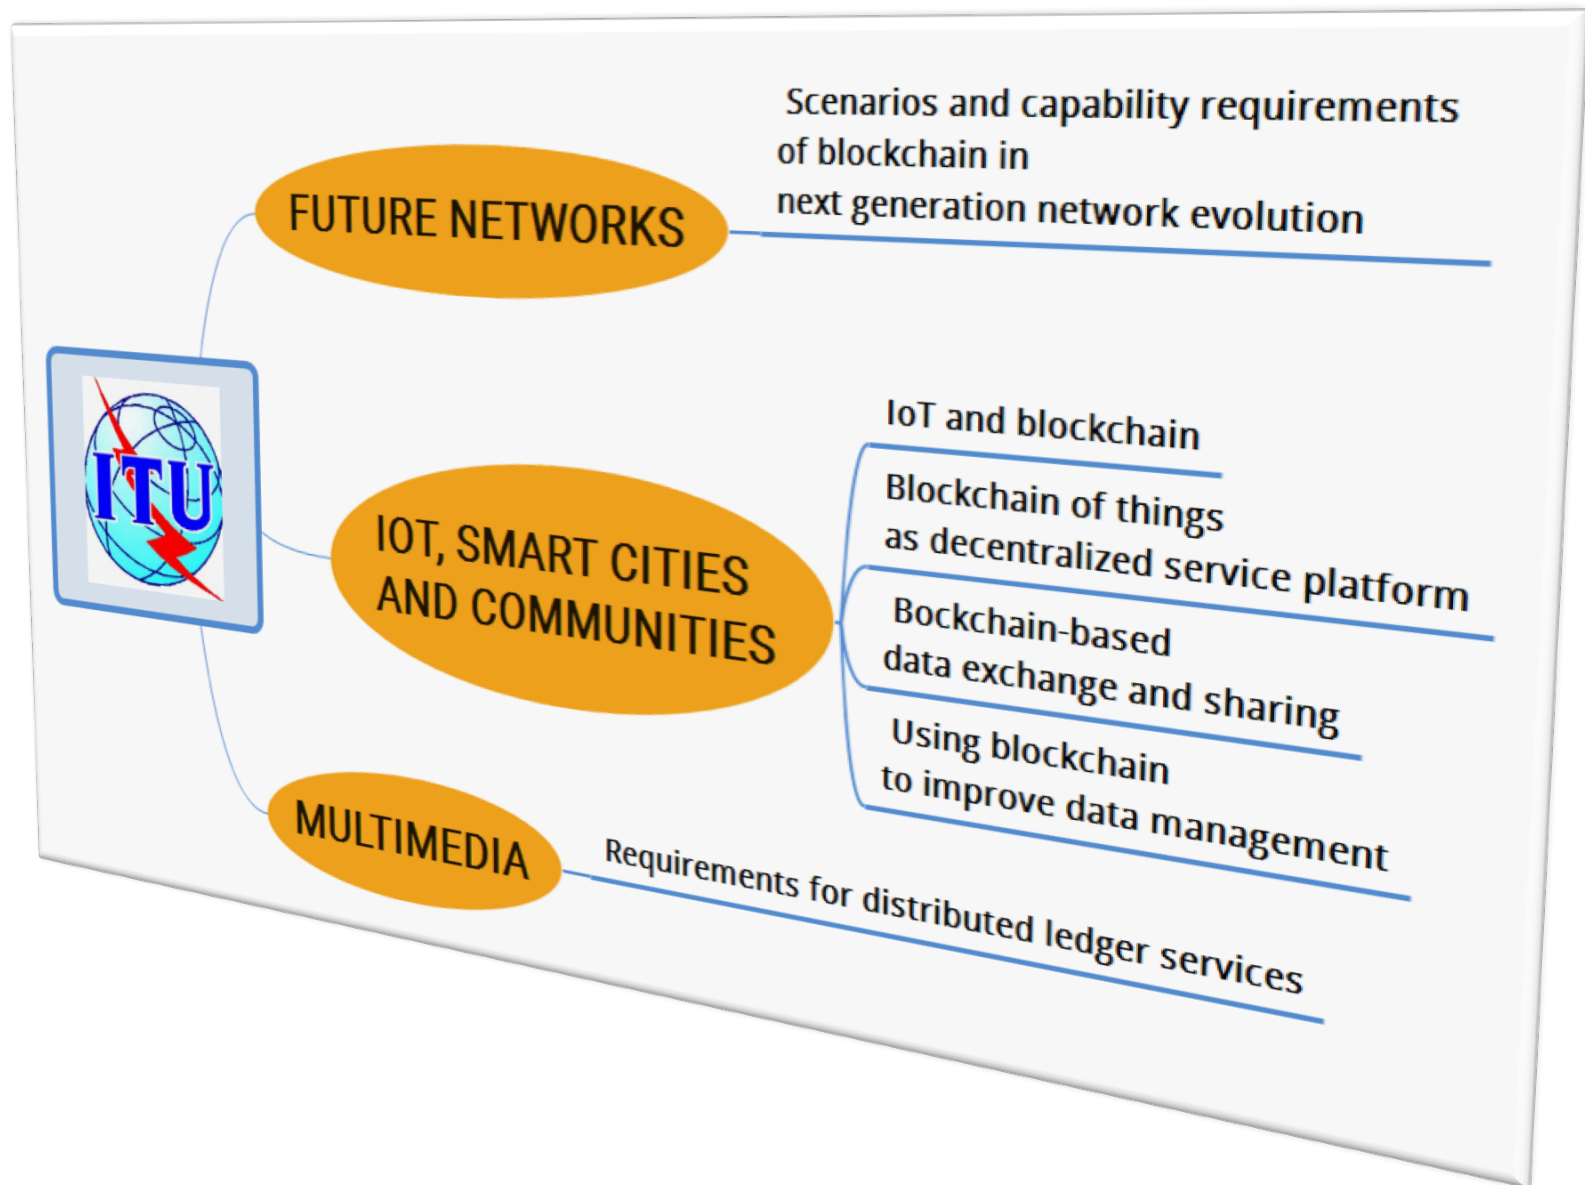 FUTURE NETWORKS
Scenarios and capability requirements
of blockchain in
next generation network evolution
ITU
IOT, SMART CITIES
AND COMMUNITIES
IoT and blockchain
Blockchain of things
as decentralized service platform
Bockchain-based
data exchange and sharing
Using blockchain
to improve data management
MULTIMEDIA
Requirements for distributed ledger services